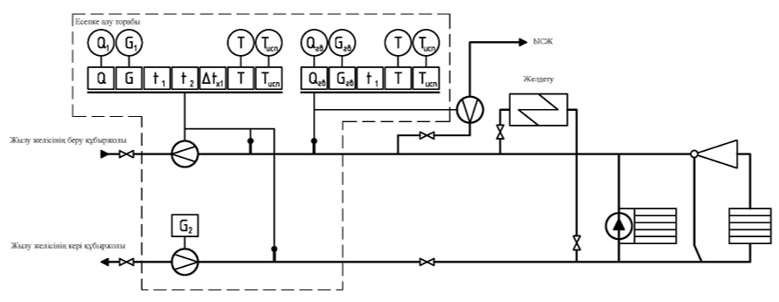 Есепке алу торабы
Q₁ G₁ T Tисп Qгв Gгв T Tисп
Q G t₁ t₂ Δtх1 T Tисп Qгв Gгв t₁ T Tисп
ЫСЖ
Желдету
Жылу желісінің беру құбыржолы
G₂
Жылу желісінің кері құбыржолы